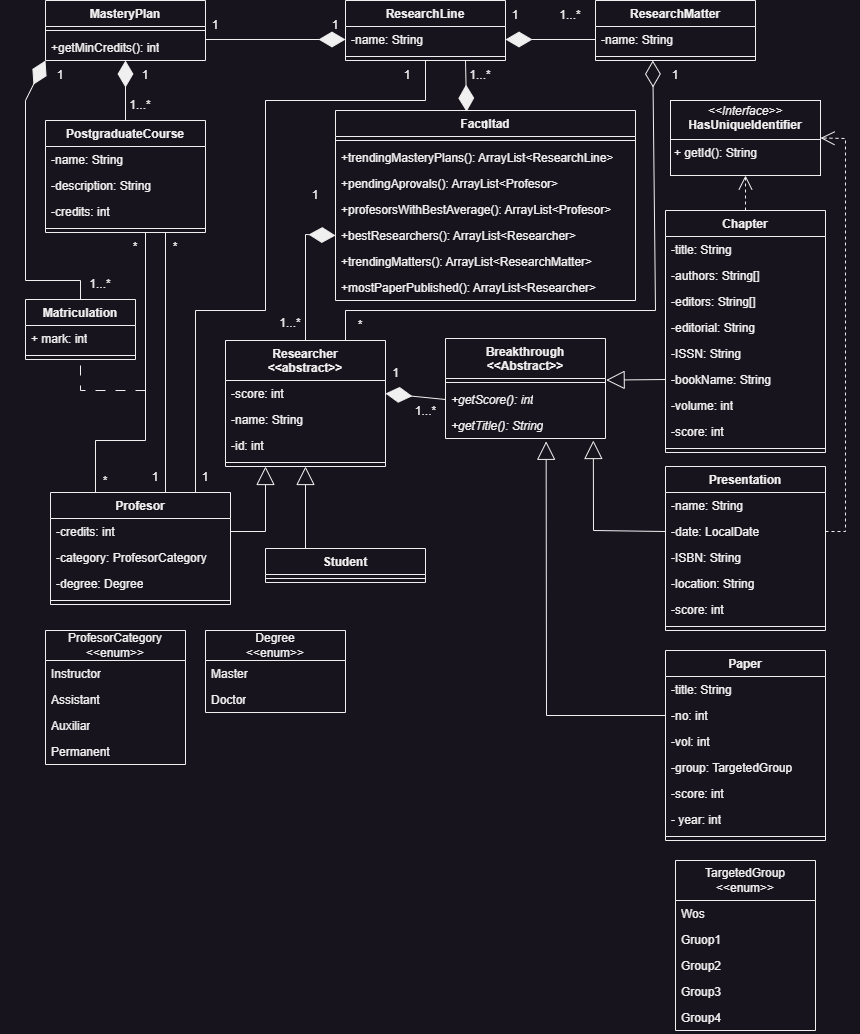 MasteryPlan
+getMinCredits(): int
1
1
ResearchLine
-name: String
1
1...*
ResearchMatter
-name: String
1
1
1...*
1
1...*
1
PostgraduateCourse
-name: String
-description: String
-credits: int
*
*
Facultad
+trendingMasteryPlans(): ArrayList<ResearchLine>
+pendingAprovals(): ArrayList<Profesor>
+profesorsWithBestAverage(): ArrayList<Profesor>
+bestResearchers(): ArrayList<Researcher>
+trendingMatters(): ArrayList<ResearchMatter>
+mostPaperPublished(): ArrayList<Researcher>
1
1...*
*
<<Interface>>
HasUniqueIdentifier
+ getId(): String
Chapter
-title: String
-authors: String[]
-editors: String[]
-editorial: String
-ISSN: String
-bookName: String
-volume: int
-score: int
1...*
Matriculation
+ mark: int
Researcher
<<abstract>>
-score: int
-name: String
-id: int
1
1...*
Breakthrough
<<Abstract>>
+getScore(): int
+getTitle(): String
*
1
1
Profesor
-credits: int
-category: ProfesorCategory
-degree: Degree
Student
Presentation
-name: String
-date: LocalDate
-ISBN: String
-location: String
-score: int
ProfesorCategory
<<enum>>
Instructor
Assistant
Auxiliar
Permanent
Degree
<<enum>>
Master
Doctor
Paper
-title: String
-no: int
-vol: int
-group: TargetedGroup
-score: int
- year: int
TargetedGroup
<<enum>>
Wos
Gruop1
Group2
Group3
Group4